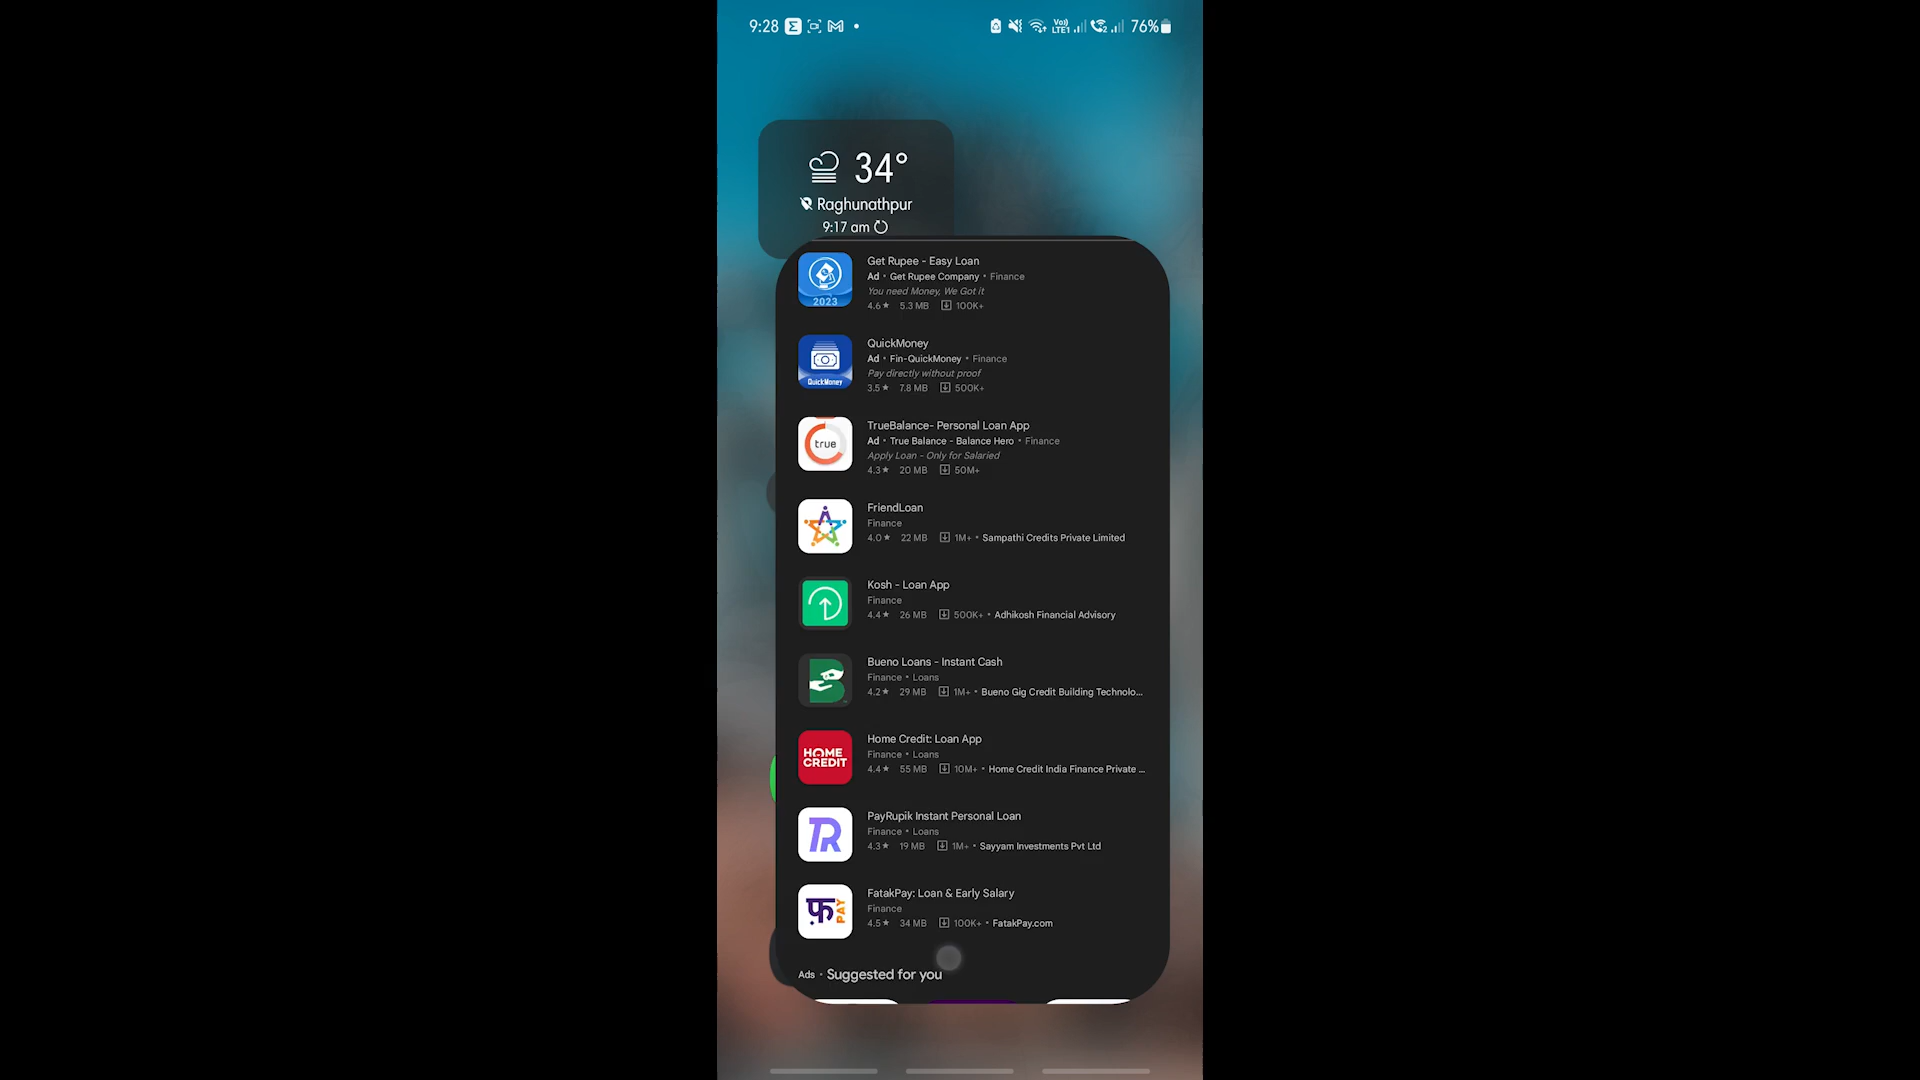 9:28 76%
Vo)) LTE1 2
34°
Raghunathpur
9:17 am
Get Rupee - Easy Loan
Ad • Get Rupee Company • Finance
You need Money, We Got it
4.6★ 5.3 MB 100K+
2023
QuickMoney
Ad • Fin-QuickMoney • Finance
Pay directly without proof
3.5★ 7.8 MB 500K+
QuickMoney
TrueBalance- Personal Loan App
Ad • True Balance - Balance Hero • Finance
Apply Loan - Only for Salaried
4.3★ 20 MB 50M+
true
FriendLoan
Finance
4.0★ 22 MB 1M+ • Sampathi Credits Private Limited
Kosh - Loan App
Finance
4.4★ 26 MB 500K+ • Adhikosh Financial Advisory
Bueno Loans - Instant Cash
Finance • Loans
4.2★ 29 MB 1M+ • Bueno Gig Credit Building Technolo...
Home Credit: Loan App
Finance • Loans
4.4★ 55 MB 10M+ • Home Credit India Finance Private ...
HOME
CREDIT
PayRupik Instant Personal Loan
Finance • Loans
4.3★ 19 MB 1M+ • Sayyam Investments Pvt Ltd
FatakPay: Loan & Early Salary
Finance
4.5★ 34 MB 100K+ • FatakPay.com
फ PAY
Ads • Suggested for you